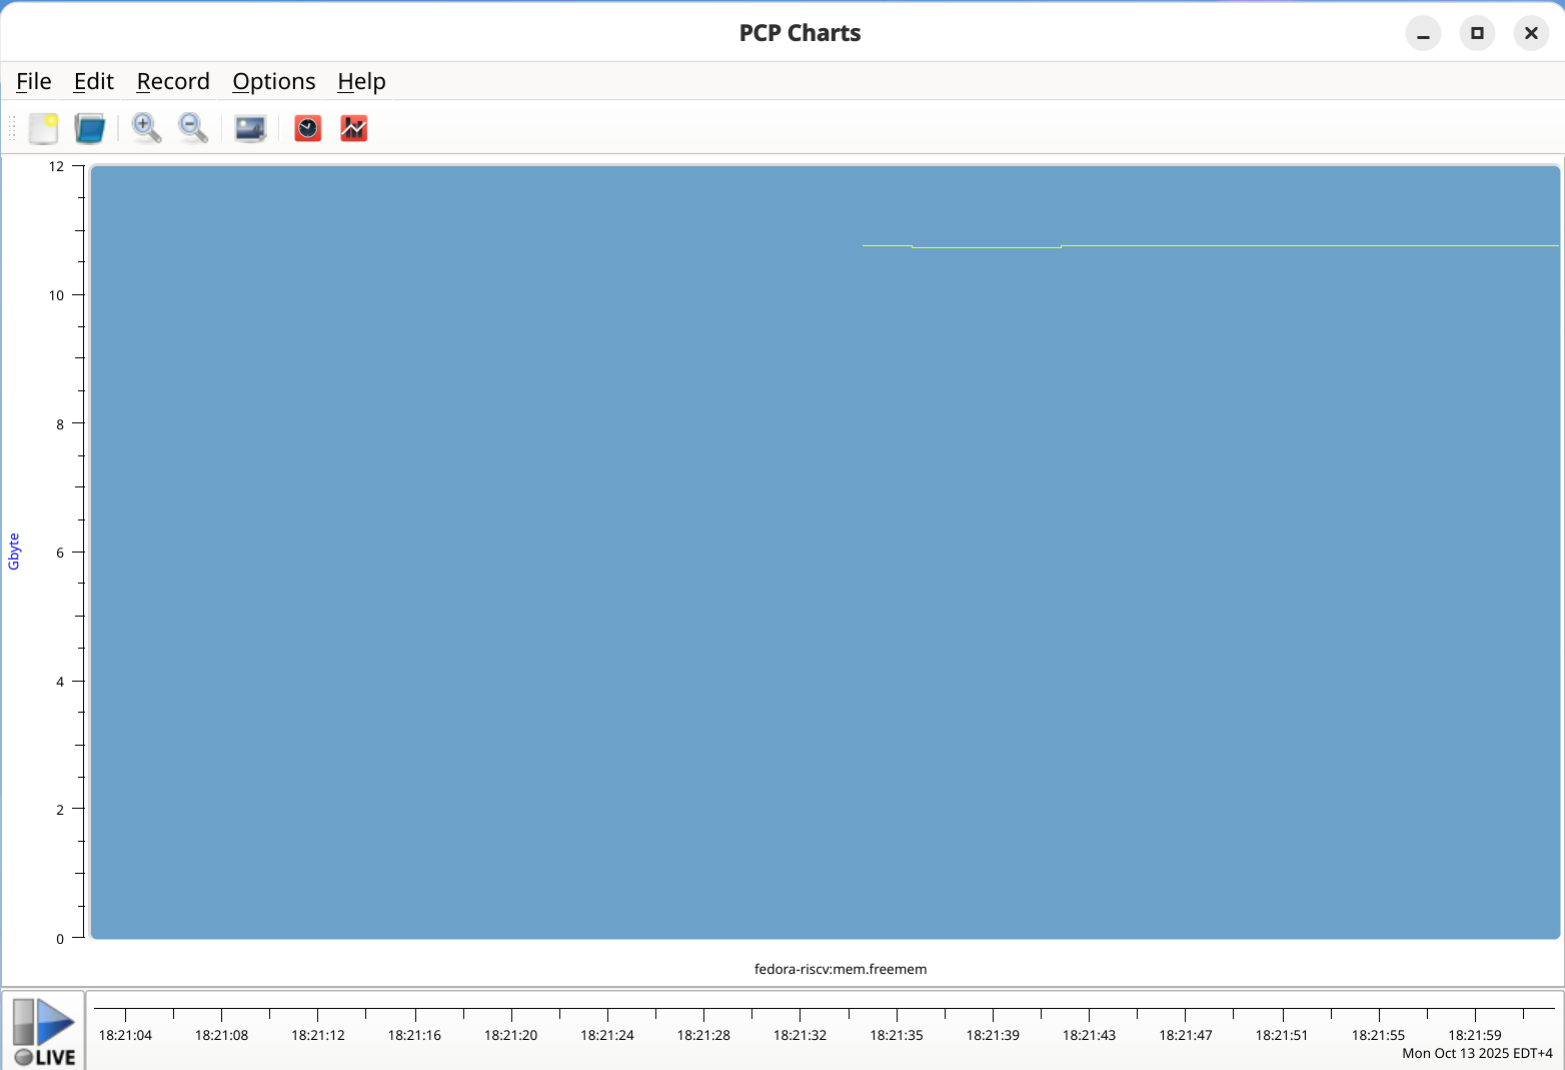 PCP Charts
File Edit Record Options Help
12
10
8
6
4
2
0
Gbyte
fedora-riscv:mem.freemem
LIVE
18:21:04 18:21:08 18:21:12 18:21:16 18:21:20 18:21:24 18:21:28 18:21:32 18:21:35 18:21:39 18:21:43 18:21:47 18:21:51 18:21:55 18:21:59
Mon Oct 13 2025 EDT+4